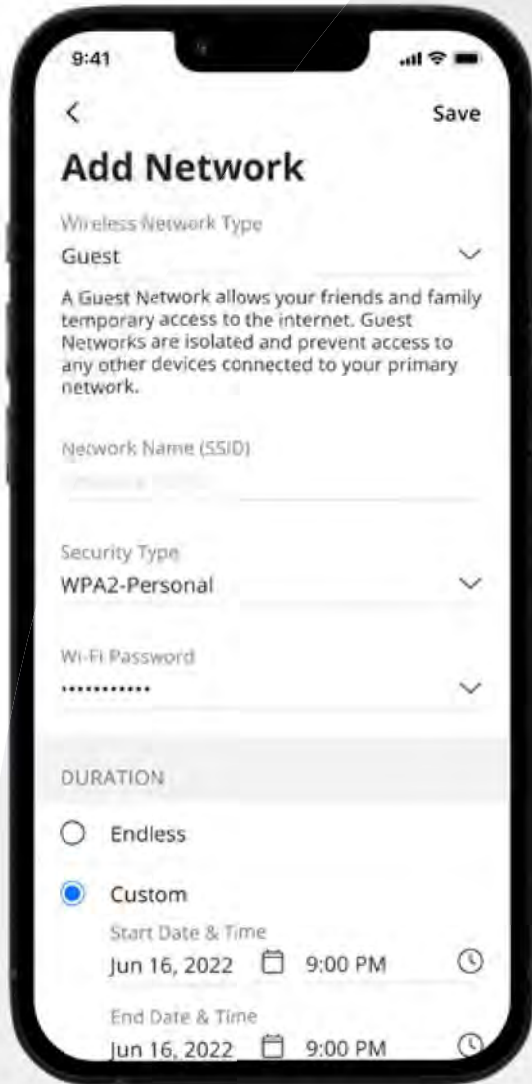 9:41
Save
Add Network
Wireless Network Type
Guest
A Guest Network allows your friends and family
temporary access to the internet. Guest
Networks are isolated and prevent access to
any other devices connected to your primary
network.
Network Name (SSID)
Security Type
WPA2-Personal
Wi-Fi Password
•••••••••••
DURATION
Endless
Custom
Start Date & Time
Jun 16, 2022 9:00 PM
End Date & Time
Jun 16, 2022 9:00 PM